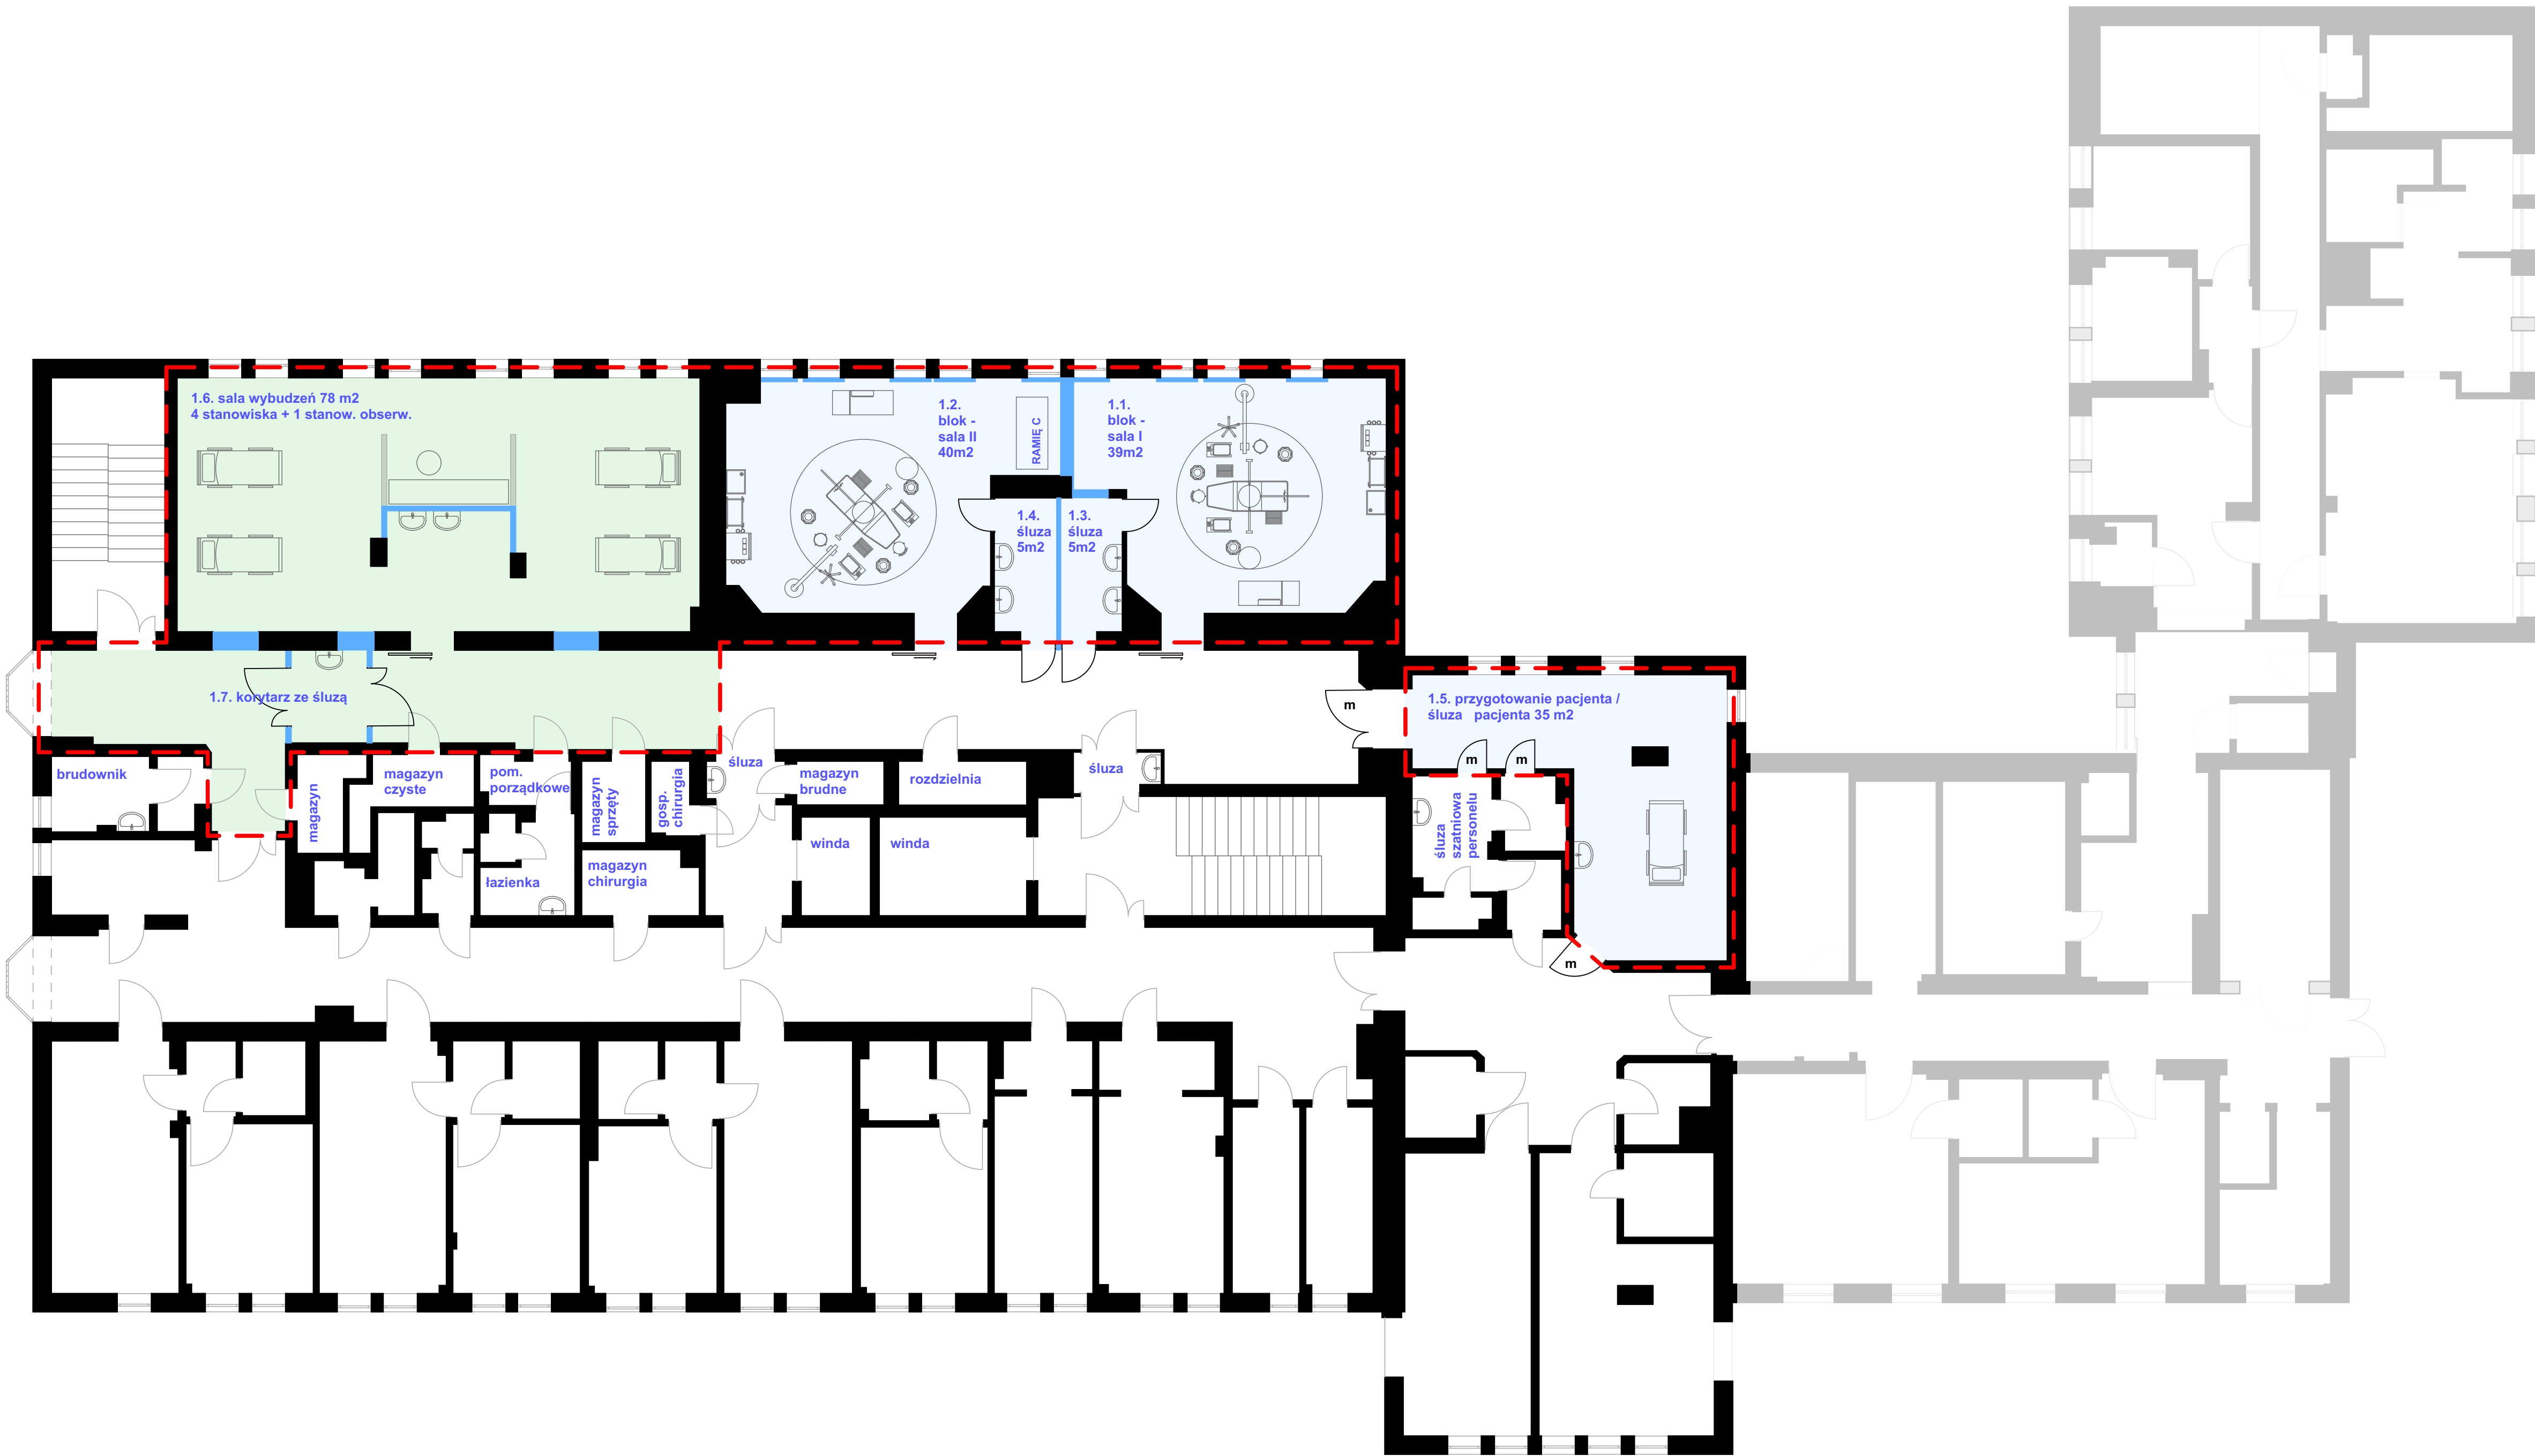 1.6. sala wybudzeń 78 m2
4 stanowiska + 1 stanow. obserw.
1.2.
blok -
sala II
40m2
RAMIĘ C
1.1.
blok -
sala I
39m2
1.4.
śluza
5m2
1.3.
śluza
5m2
1.7. korytarz ze śluzą
m
1.5. przygotowanie pacjenta /
śluza pacjenta 35 m2
m
m
brudownik
magazyn
magazyn
czyste
pom.
porządkowe
magazyn
sprzęty
gosp.
chirurgia
śluza
magazyn
brudne
rozdzielnia
śluza
śluza
szatniowa
personelu
winda
winda
łazienka
magazyn
chirurgia
m